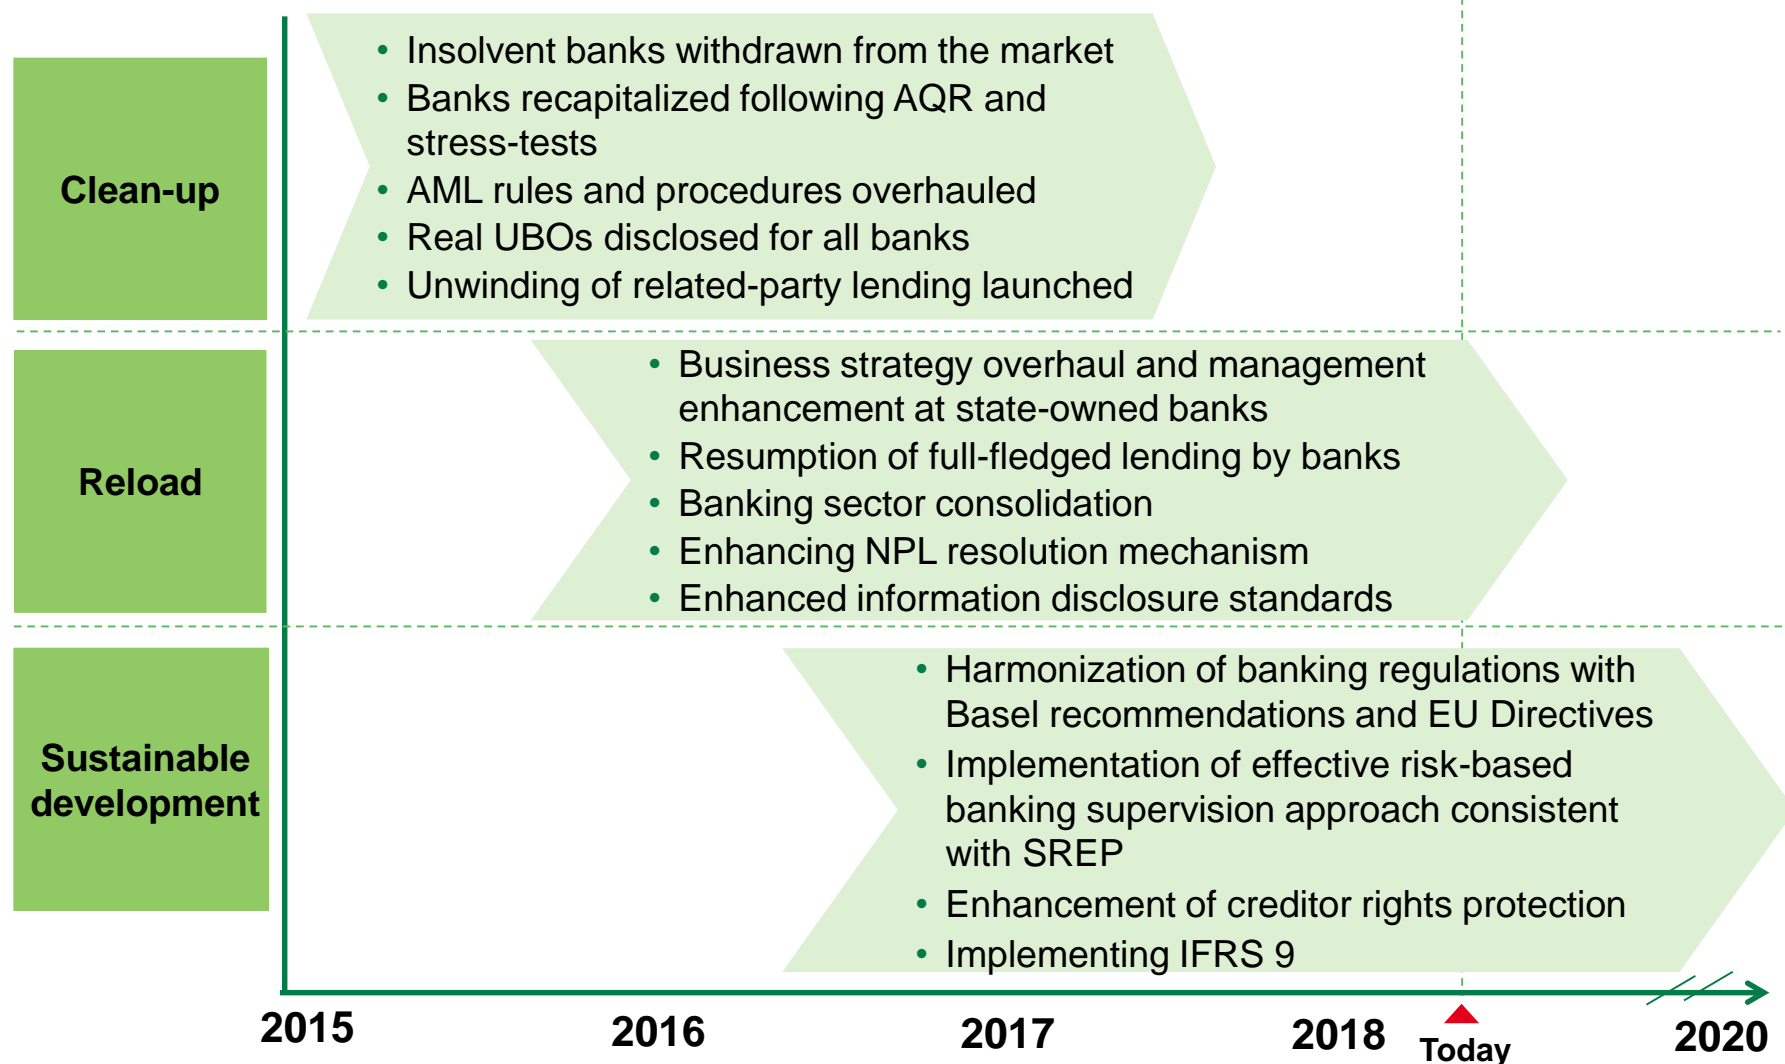 Clean-up
• Insolvent banks withdrawn from the market
• Banks recapitalized following AQR and
stress-tests
• AML rules and procedures overhauled
• Real UBOs disclosed for all banks
• Unwinding of related-party lending launched
Reload
• Business strategy overhaul and management
enhancement at state-owned banks
• Resumption of full-fledged lending by banks
• Banking sector consolidation
• Enhancing NPL resolution mechanism
• Enhanced information disclosure standards
Sustainable
development
• Harmonization of banking regulations with
Basel recommendations and EU Directives
• Implementation of effective risk-based
banking supervision approach consistent
with SREP
• Enhancement of creditor rights protection
• Implementing IFRS 9
2015 2016 2017 2018 2020
Today